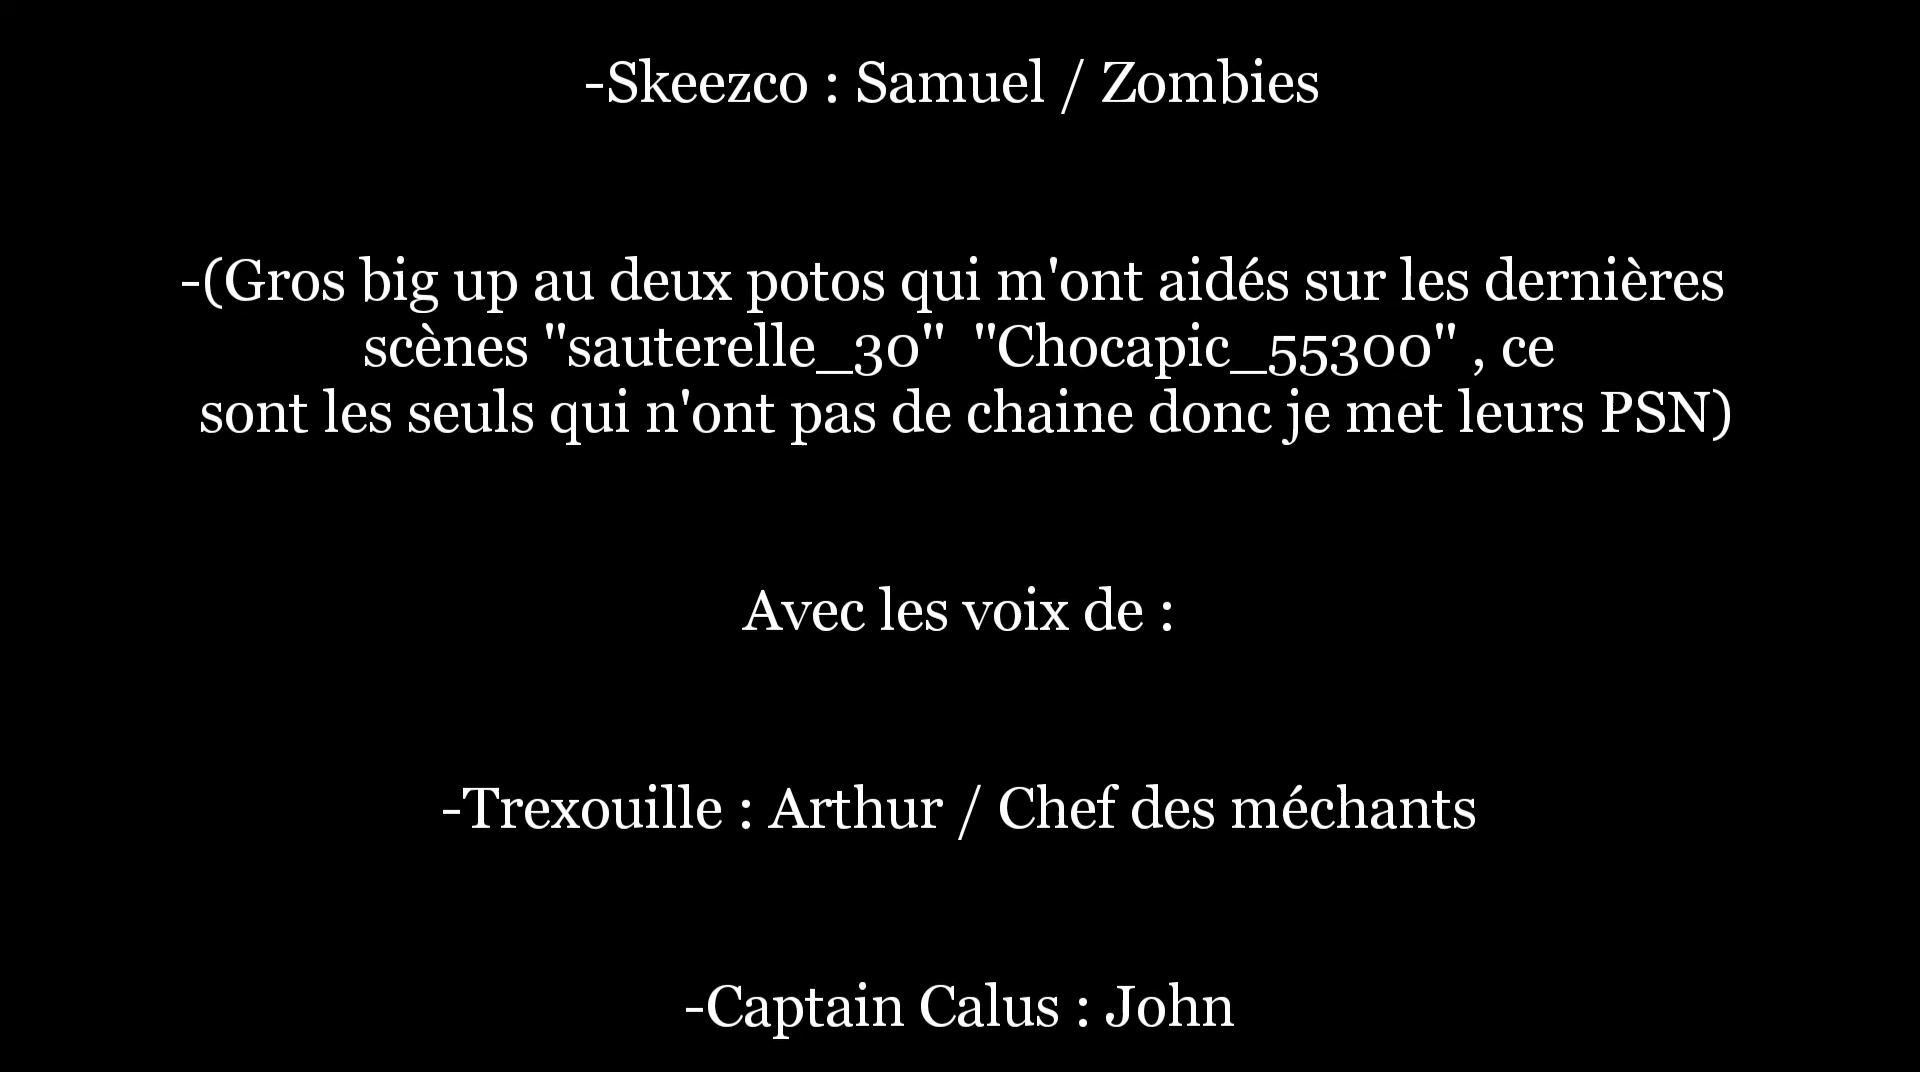 -Skeezco : Samuel / Zombies
-(Gros big up au deux potos qui m'ont aidés sur les dernières
scènes "sauterelle_30"  "Chocapic_55300" , ce
sont les seuls qui n'ont pas de chaine donc je met leurs PSN)
Avec les voix de :
-Trexouille : Arthur / Chef des méchants
-Captain Calus : John